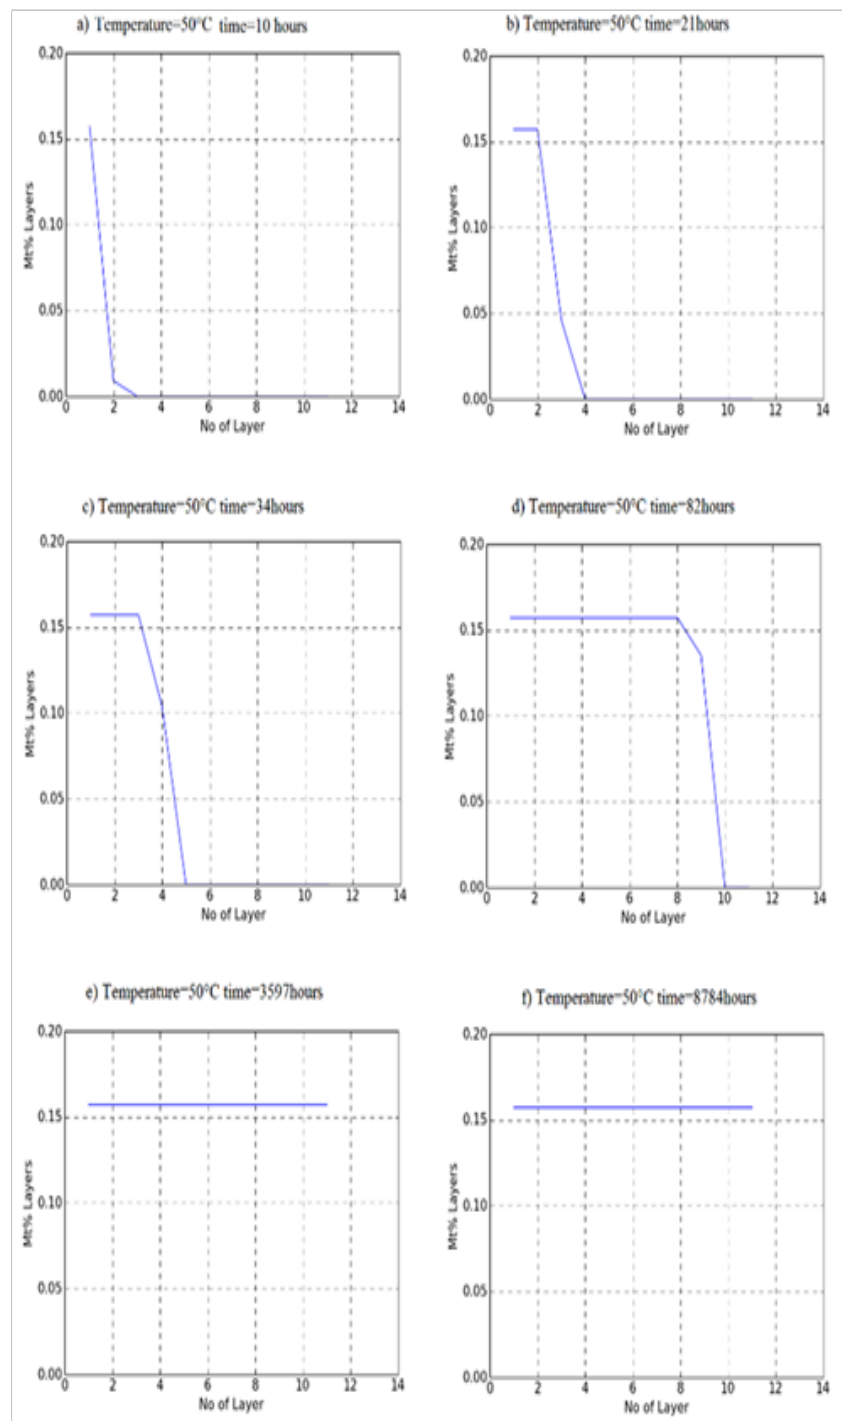 a) Temperature=50°C time=10 hours
0.20
0.15
0.10
0.05
0.00
Mt% Layers
0 2 4 6 8 10 12 14
No of Layer
b) Temperature=50°C time=21hours
0.20
0.15
0.10
0.05
0.00
Mt% Layers
0 2 4 6 8 10 12 14
No of Layer
c) Temperature=50°C time=34hours
0.20
0.15
0.10
0.05
0.00
Mt% Layers
0 2 4 6 8 10 12 14
No of Layer
d) Temperature=50°C time=82hours
0.20
0.15
0.10
0.05
0.00
Mt% Layers
0 2 4 6 8 10 12 14
No of Layer
e) Temperature=50°C time=3597hours
0.20
0.15
0.10
0.05
0.00
Mt% Layers
0 2 4 6 8 10 12 14
No of Layer
f) Temperature=50°C time=8784hours
0.20
0.15
0.10
0.05
0.00
Mt% Layers
0 2 4 6 8 10 12 14
No of Layer